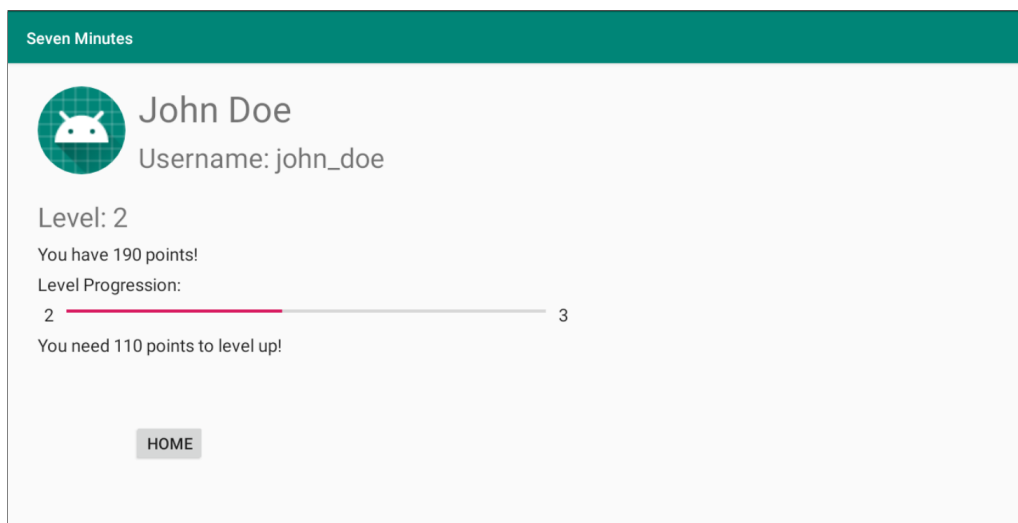 Seven Minutes
John Doe
Username: john_doe
Level: 2
You have 190 points!
Level Progression:
2 3
You need 110 points to level up!
HOME